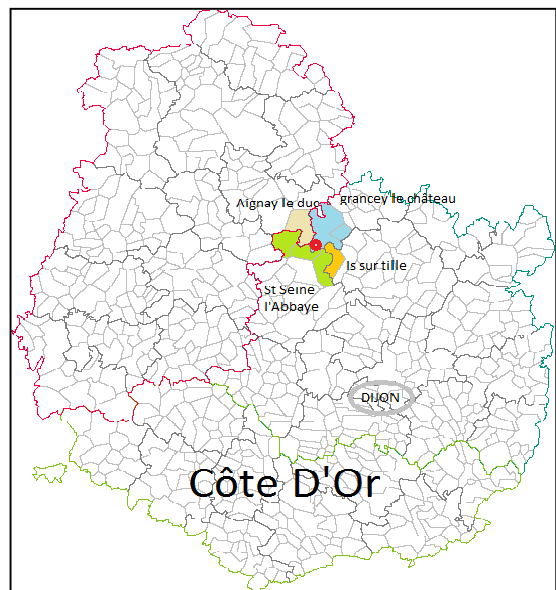 Aignay le duc
grancey le château
Is sur tille
St Seine
l'Abbaye
DIJON
Côte D'Or